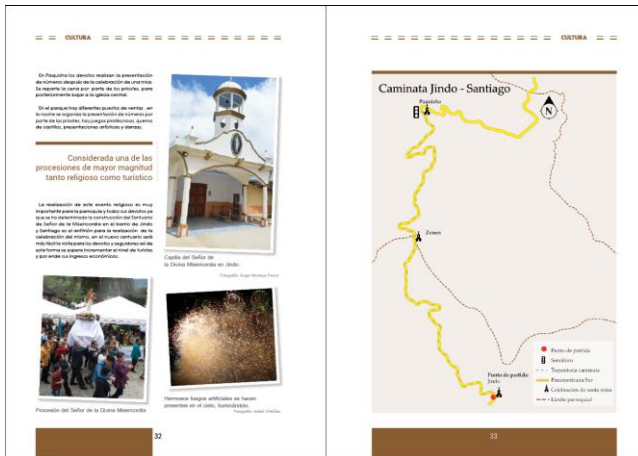 CULTURA
En Paquisha los devotos realizan la presentación
de números después de la celebración de una misa.
Se reparte la cena por parte de los priostes, para
posteriormente bajar a la iglesia central.
En el parque hay diferentes puestos de ventas, en
la noche se organiza la presentación de números por
parte de los priostes, hay juegos pirotécnicos, quema
de castillos, presentaciones artísticas y danza.
Considerada una de las
procesiones de mayor magnitud
tanto religioso como turístico
La realización de este evento religioso es muy
importante para la parroquia y todos sus devotos ya
que se ha determinado la construcción del Santuario
de Señor de la Misericordia en el barrio de Jindo
y Santiago es el anfitrión para la realización de la
celebración del mismo, en el nuevo santuario será
más fácil la visita para los devotos y seguidores así de
esta forma se espera incrementar el nivel de turistas
y por ende sus ingresos económicos.
Capilla del Señor de
la Divina Misericordia en Jindo.
Procesión del Señor de la Divina Misericordia
Hermosos fuegos artificiales se hacen
presentes en el cielo, iluminándolo.
32
CULTURA
Caminata Jindo - Santiago
Paquisha
N
Zenen
Punto de partida
Jindo
Punto de partida
Semáforo
Trayectoria carretera
Panamericana
Celebración de santa misa
Límite parroquial
33